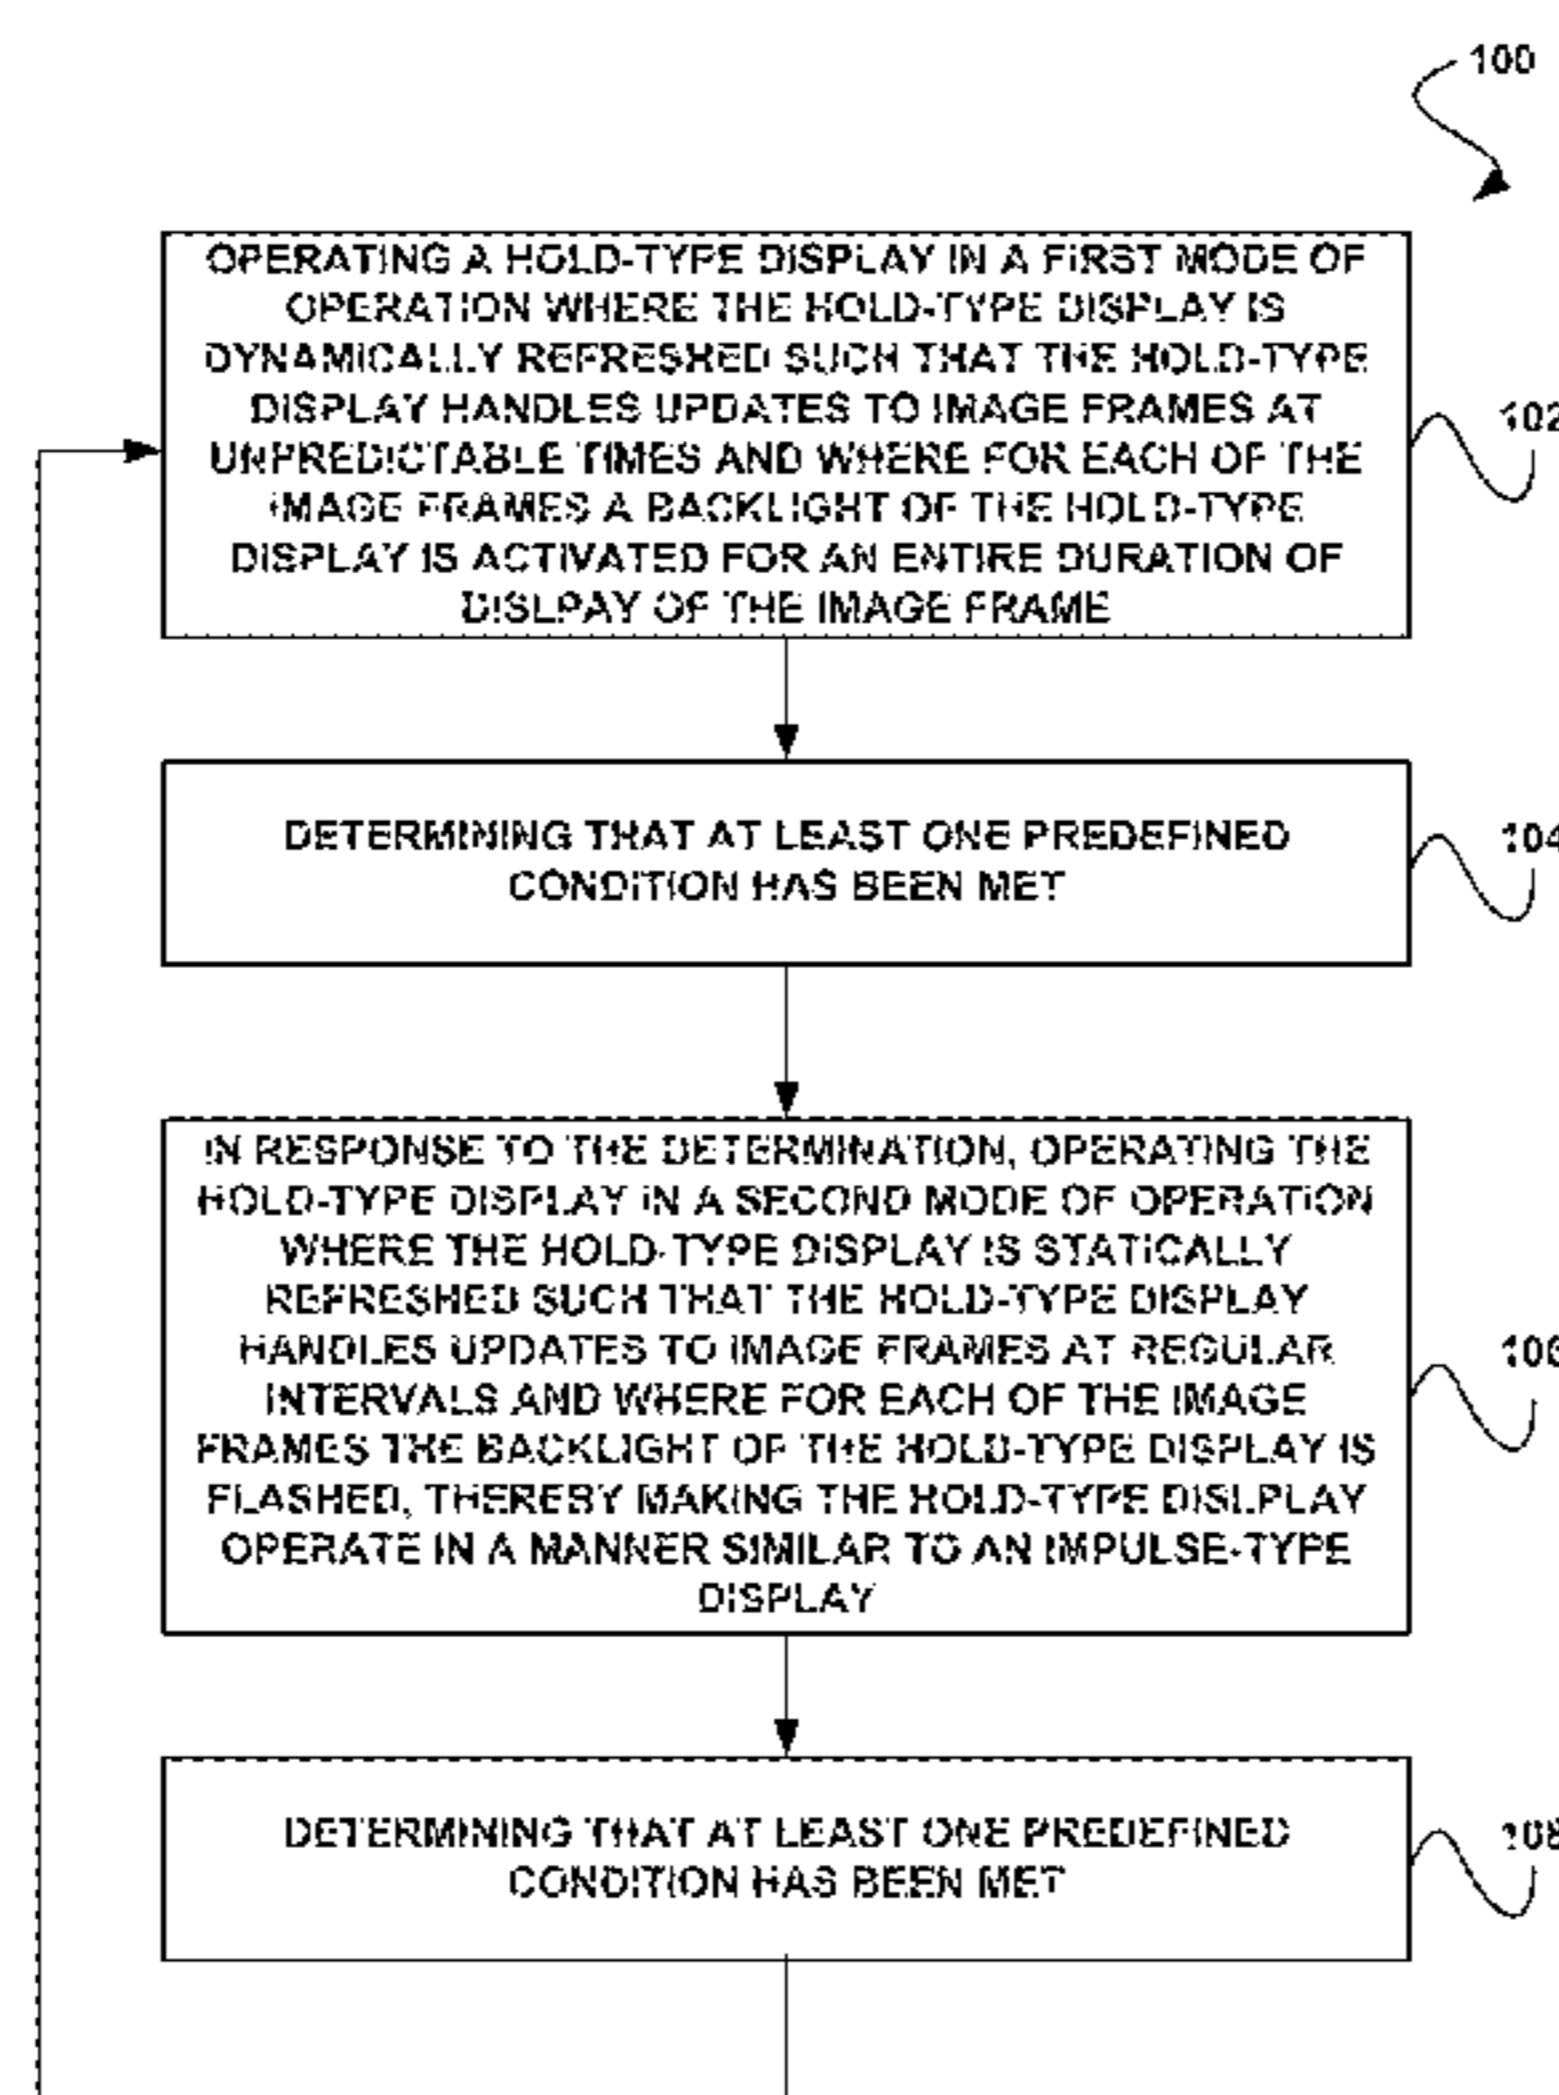 100
OPERATING A HOLD-TYPE DISPLAY IN A FIRST MODE OF
OPERATION WHERE THE HOLD-TYPE DISPLAY IS
DYNAMICALLY REFRESHED SUCH THAT THE HOLD-TYPE
DISPLAY HANDLES UPDATES TO IMAGE FRAMES AT
UNPREDICTABLE TIMES AND WHERE FOR EACH OF THE
IMAGE FRAMES A BACKLIGHT OF THE HOLD-TYPE
DISPLAY IS ACTIVATED FOR AN ENTIRE DURATION OF
DISLPAY OF THE IMAGE FRAME
102
DETERMINING THAT AT LEAST ONE PREDEFINED
CONDITION HAS BEEN MET
104
IN RESPONSE TO THE DETERMINATION, OPERATING THE
HOLD-TYPE DISPLAY IN A SECOND MODE OF OPERATION
WHERE THE HOLD-TYPE DISPLAY IS STATICALLY
REFRESHED SUCH THAT THE HOLD-TYPE DISPLAY
HANDLES UPDATES TO IMAGE FRAMES AT REGULAR
INTERVALS AND WHERE FOR EACH OF THE IMAGE
FRAMES THE BACKLIGHT OF THE HOLD-TYPE DISPLAY IS
FLASHED, THEREBY MAKING THE HOLD-TYPE DISLPLAY
OPERATE IN A MANNER SIMILAR TO AN IMPULSE-TYPE
DISPLAY
106
DETERMINING THAT AT LEAST ONE PREDEFINED
CONDITION HAS BEEN MET
108